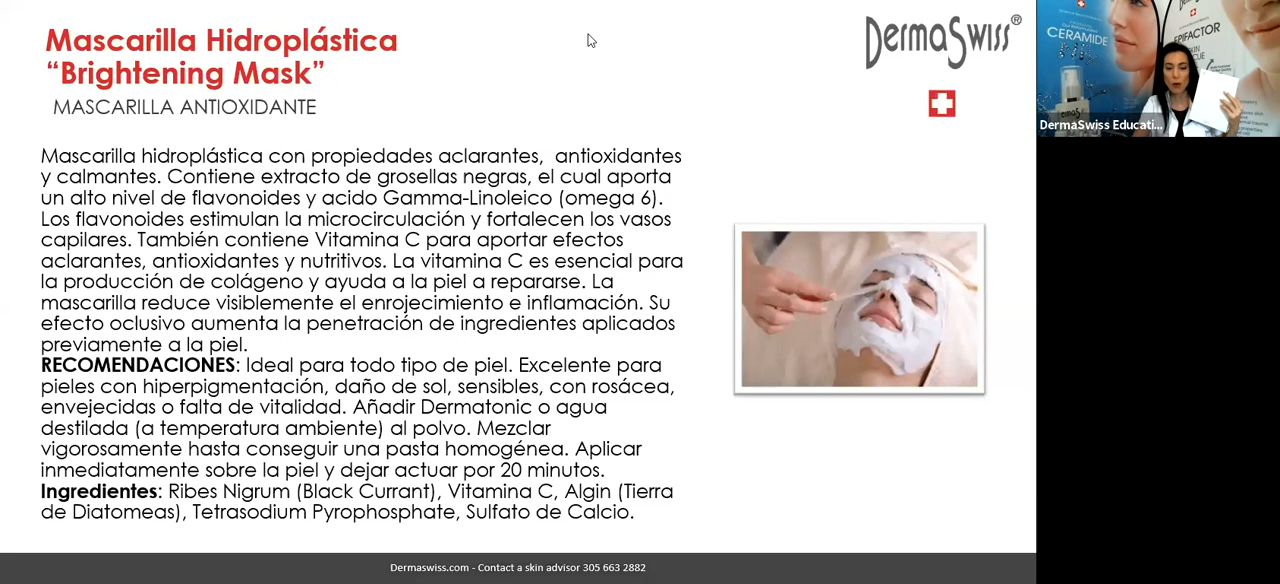 Mascarilla Hidroplástica
“Brightening Mask”
MASCARILLA ANTIOXIDANTE
DermaSwiss®
Mascarilla hidroplástica con propiedades aclarantes,  antioxidantes
y calmantes. Contiene extracto de grosellas negras, el cual aporta
un alto nivel de flavonoides y acido Gamma-Linoleico (omega 6).
Los flavonoides estimulan la microcirculación y fortalecen los vasos
capilares. También contiene Vitamina C para aportar efectos
aclarantes, antioxidantes y nutritivos. La vitamina C es esencial para
la producción de colágeno y ayuda a la piel a repararse. La
mascarilla reduce visiblemente el enrojecimiento e inflamación. Su
efecto oclusivo aumenta la penetración de ingredientes aplicados
previamente a la piel.
RECOMENDACIONES: Ideal para todo tipo de piel. Excelente para
pieles con hiperpigmentación, daño de sol, sensibles, con rosácea,
envejecidas o falta de vitalidad. Añadir Dermatonic o agua
destilada (a temperatura ambiente) al polvo. Mezclar
vigorosamente hasta conseguir una pasta homogénea. Aplicar
inmediatamente sobre la piel y dejar actuar por 20 minutos.
Ingredientes: Ribes Nigrum (Black Currant), Vitamina C, Algin (Tierra
de Diatomeas), Tetrasodium Pyrophosphate, Sulfato de Calcio.
Dermaswiss.com - Contact a skin advisor 305 663 2882
CERAMIDE
EPIFACTOR
DermaSwiss Educati...